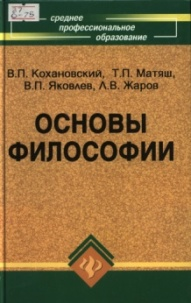 среднее
профессиональное
образование
В.П. Кохановский, Т.П. Матяш,
В.П. Яковлев, Л.В. Жаров
ОСНОВЫ
ФИЛОСОФИИ